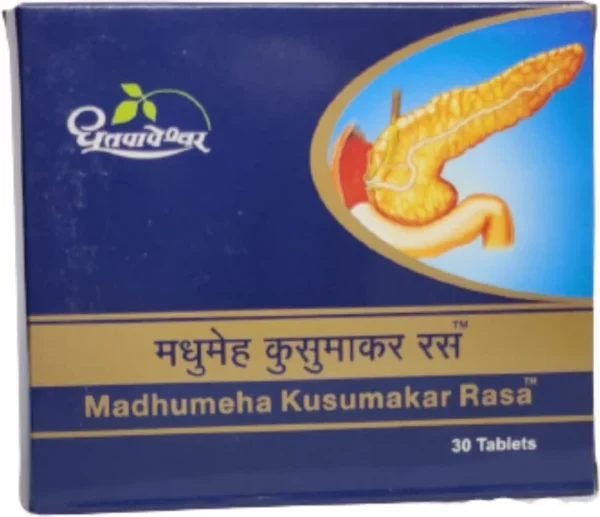 धूतपापेश्वर
मधुमेह कुसुमाकर रस™
Madhumeha Kusumakar Rasa™
30 Tablets